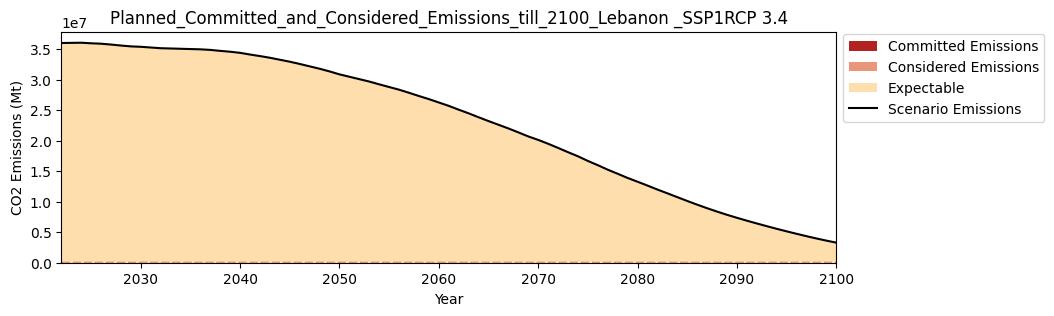 Planned_Committed_and_Considered_Emissions_till_2100_Lebanon _SSP1RCP 3.4
1e7
3.5
3.0
2.5
2.0
1.5
1.0
0.5
0.0
CO2 Emissions (Mt)
2030 2040 2050 2060 2070 2080 2090 2100
Year
Committed Emissions
Considered Emissions
Expectable
Scenario Emissions